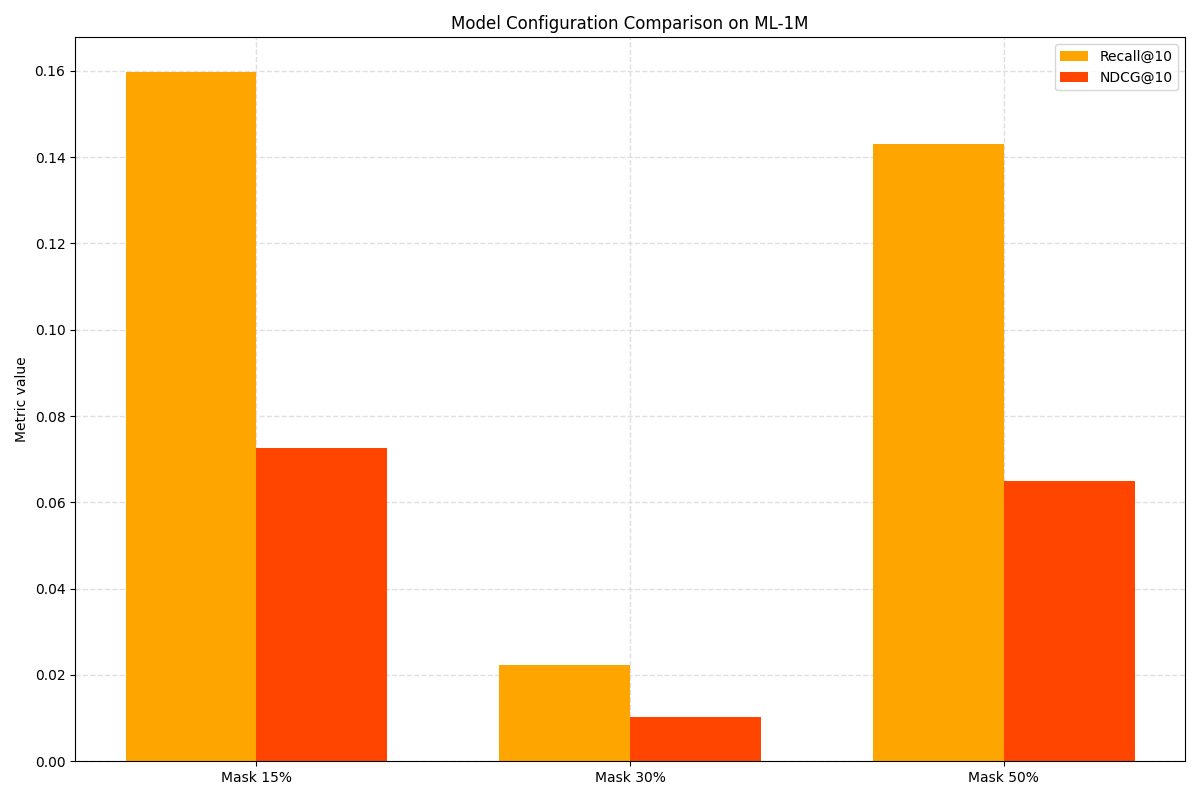 Model Configuration Comparison on ML-1M
Recall@10
NDCG@10
Metric value
0.16
0.14
0.12
0.10
0.08
0.06
0.04
0.02
0.00
Mask 15%
Mask 30%
Mask 50%